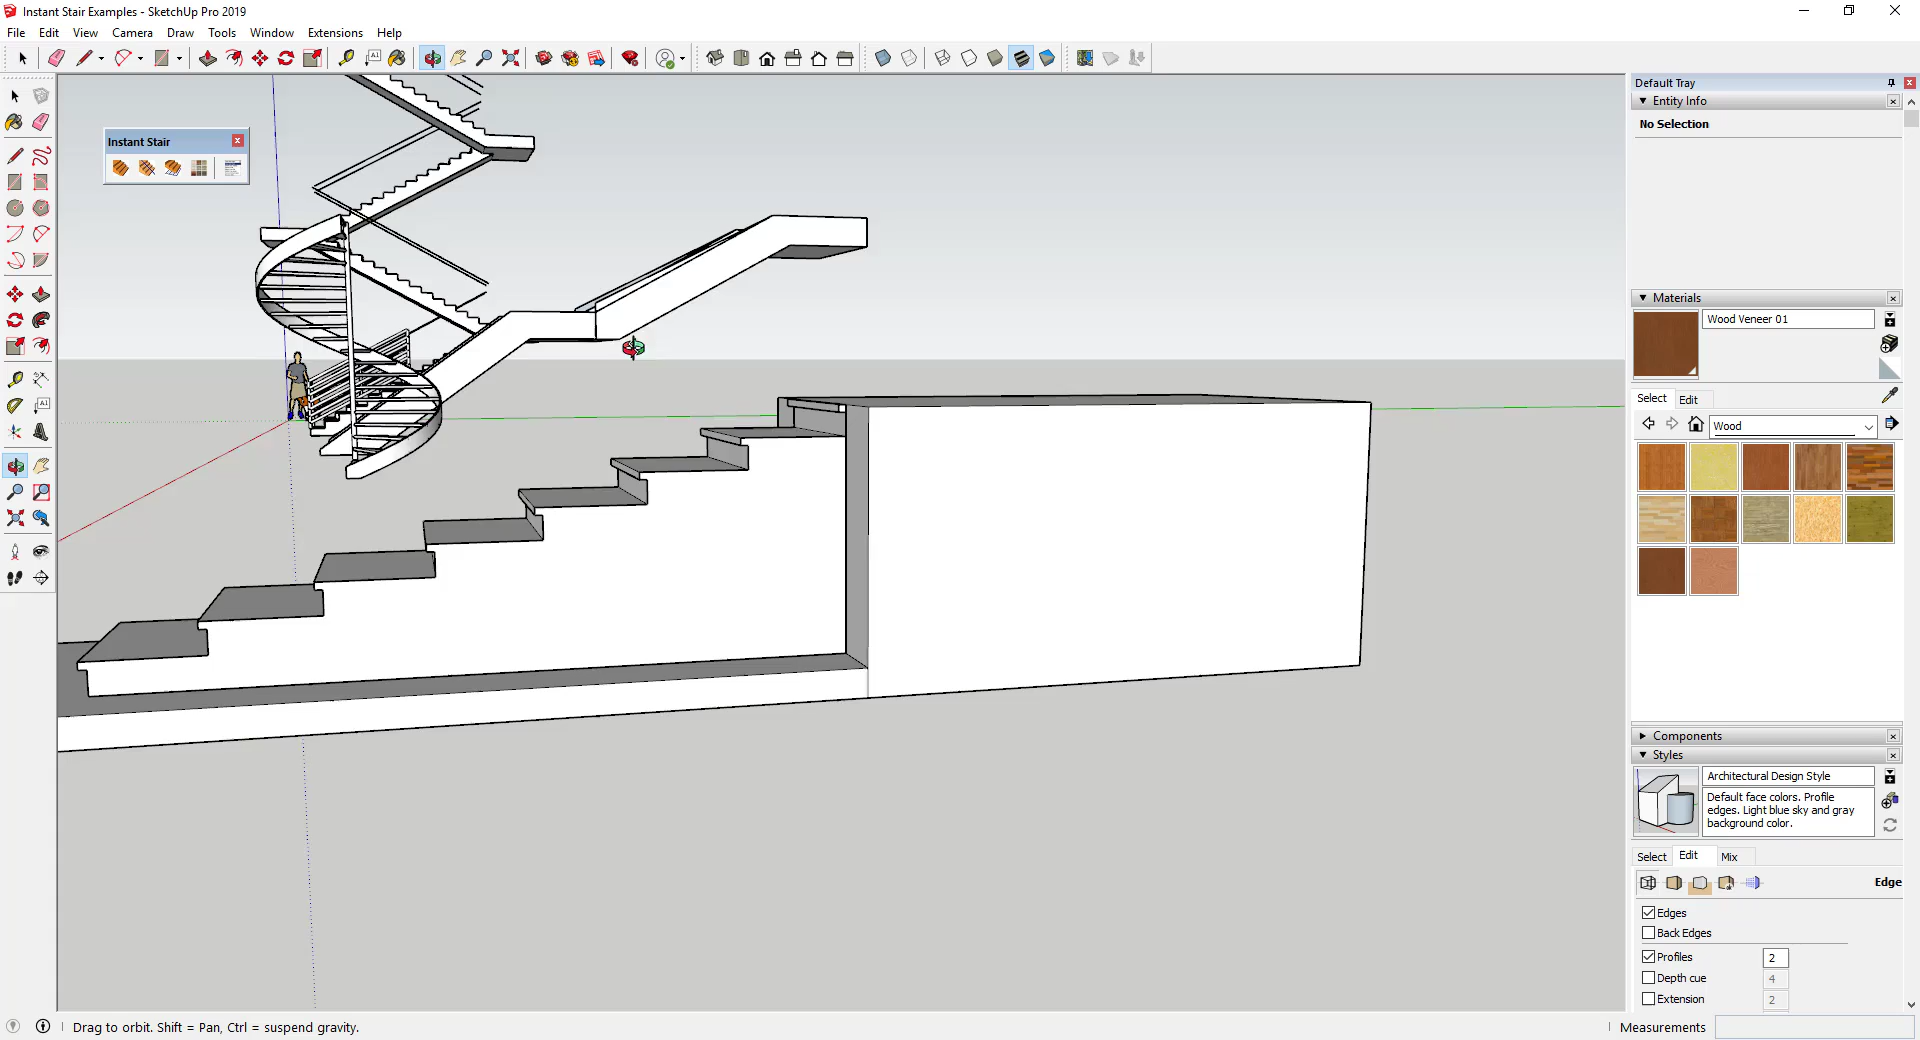 Instant Stair Examples - SketchUp Pro 2019
File Edit View Camera Draw Tools Window Extensions Help
Default Tray
Entity Info
No Selection
Instant Stair
Materials
Wood Veneer 01
Select Edit
Wood
Components
Styles
Architectural Design Style
Default face colors. Profile
edges. Light blue sky and gray
background color.
Select Edit Mix
Edge
Edges
Back Edges
Profiles 2
Depth cue 4
Extension 2
Drag to orbit. Shift = Pan, Ctrl = suspend gravity.
Measurements